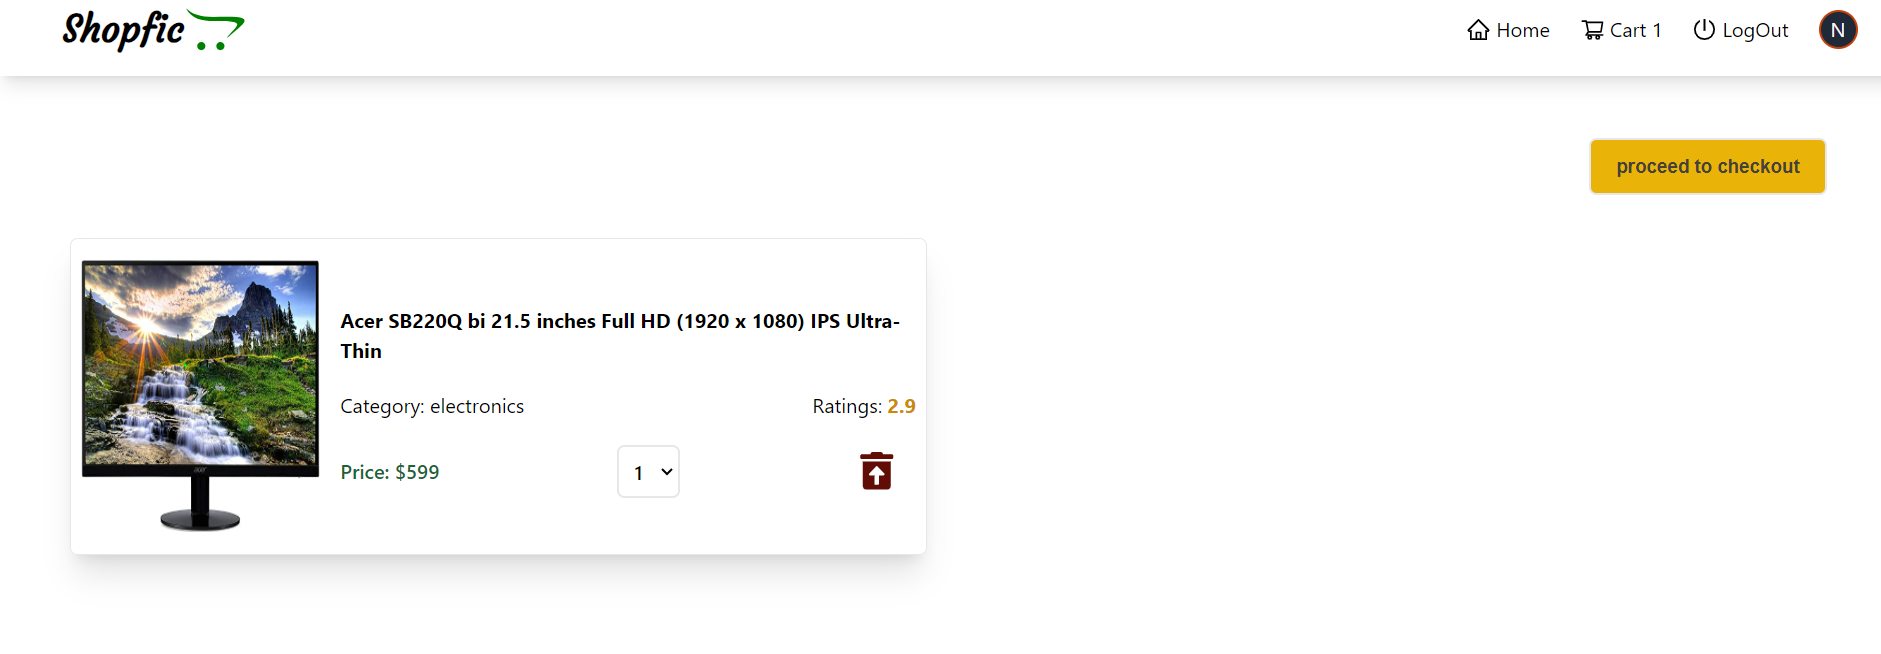 Shopfic
Home
Cart 1
LogOut
N
proceed to checkout
Acer SB220Q bi 21.5 inches Full HD (1920 x 1080) IPS Ultra-
Thin
Category: electronics
Ratings: 2.9
Price: $599
1
acer